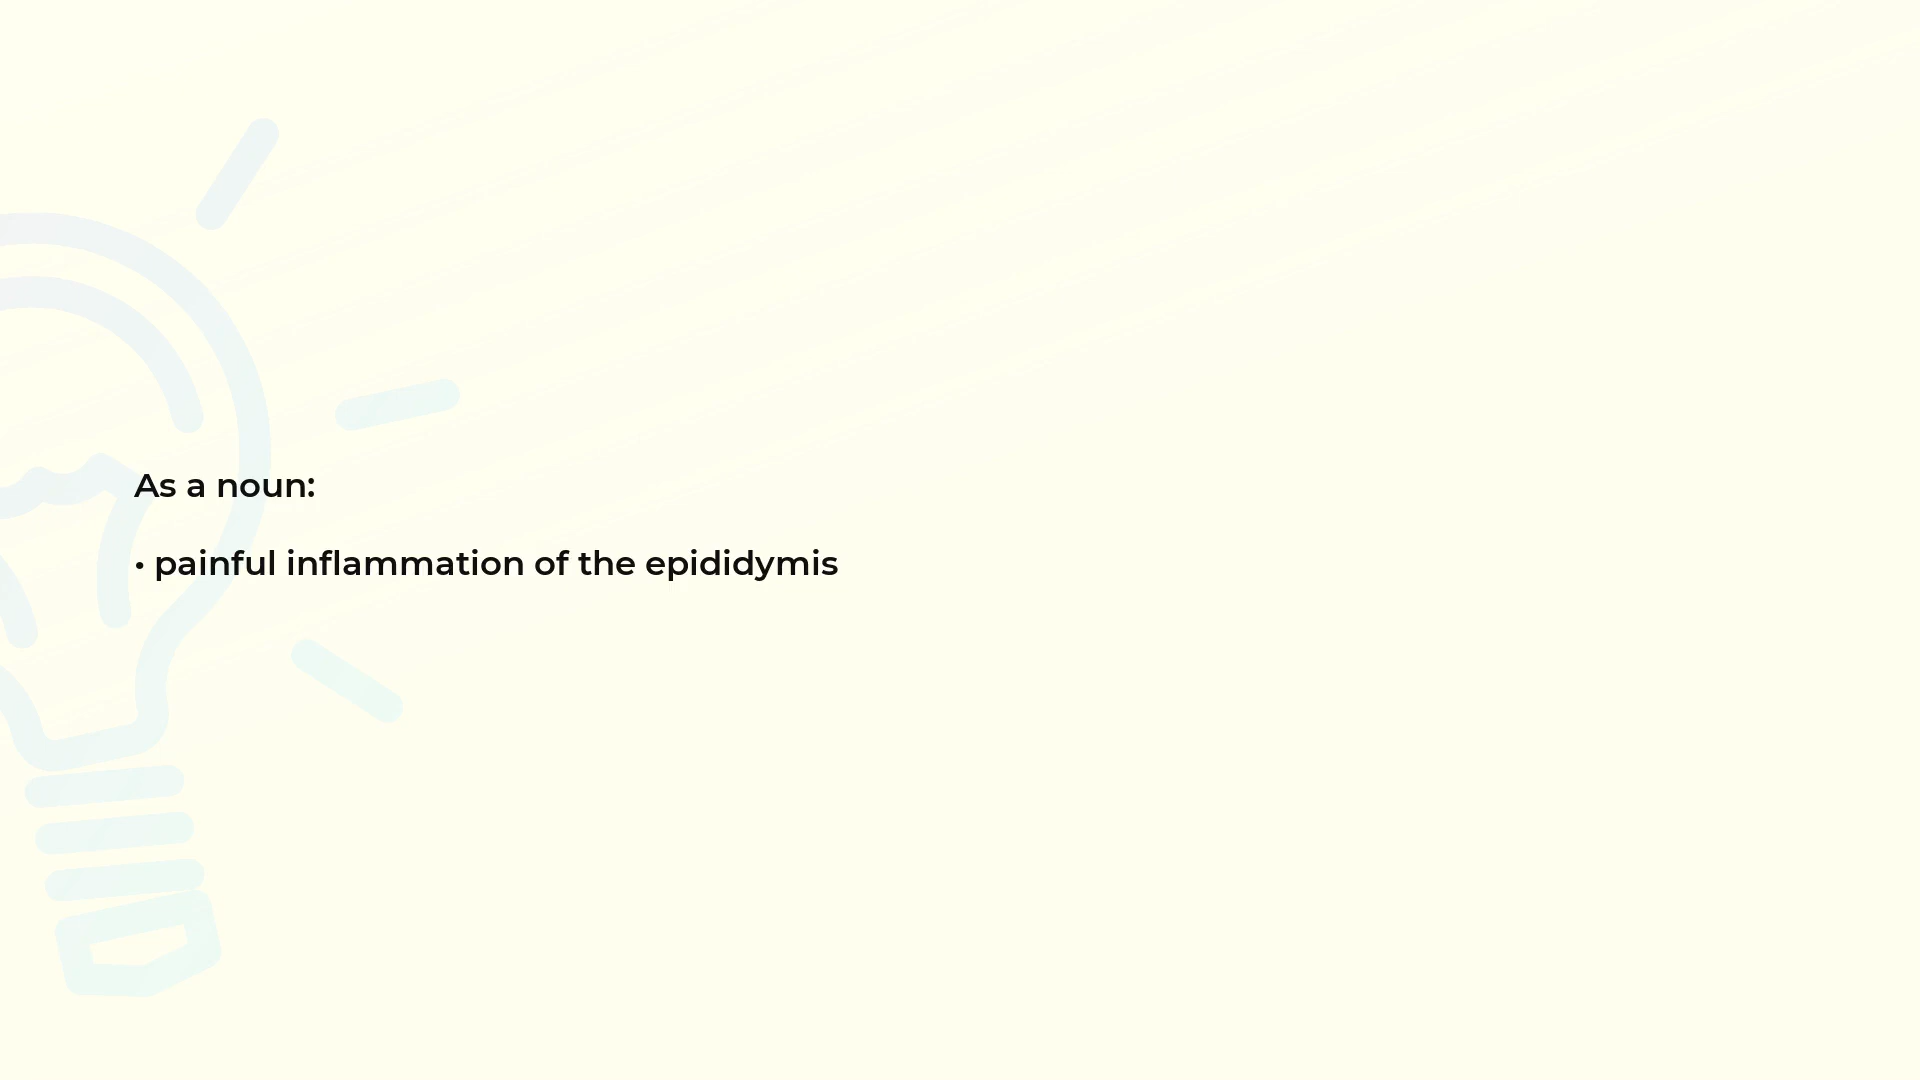 As a noun:
• painful inflammation of the epididymis